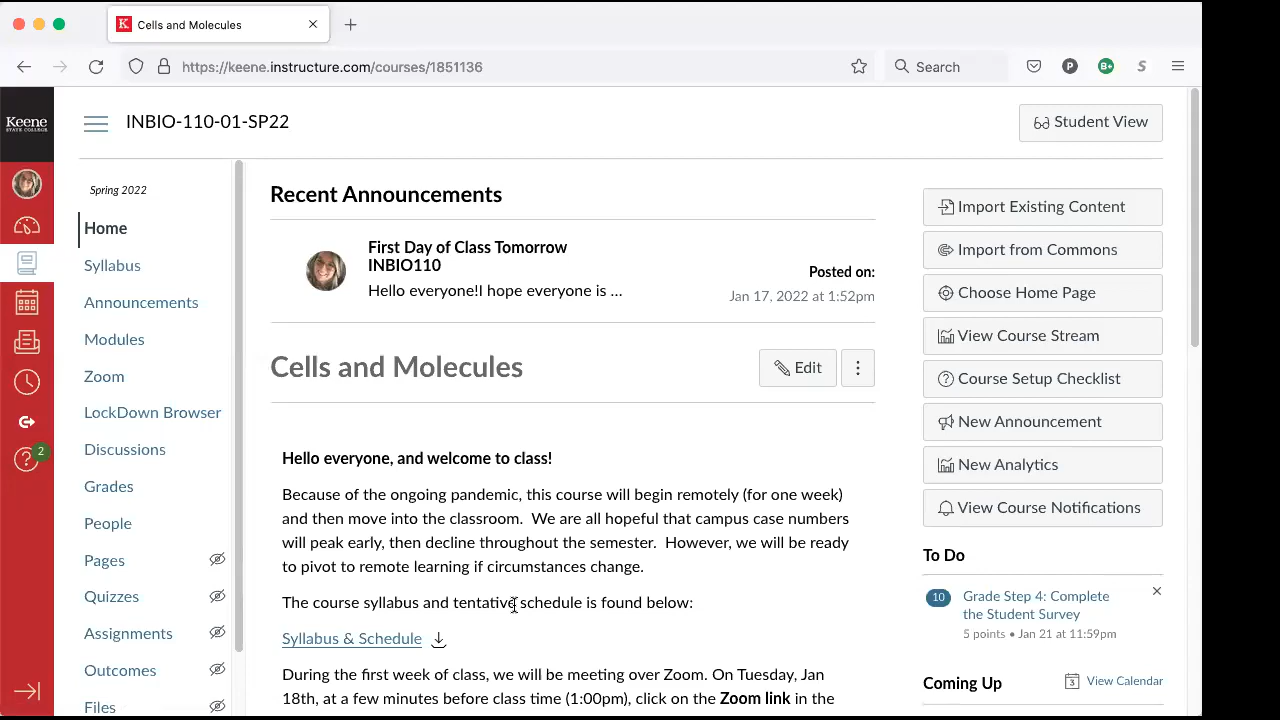 K Cells and Molecules
https://keene.instructure.com/courses/1851136
Search
P
B+
S
Keene
STATE COLLEGE
INBIO-110-01-SP22
Student View
Spring 2022
Home
Syllabus
Announcements
Modules
Zoom
LockDown Browser
Discussions
Grades
People
Pages
Quizzes
Assignments
Outcomes
Files
2
Recent Announcements
First Day of Class Tomorrow
INBIO110
Hello everyone!I hope everyone is ...
Posted on:
Jan 17, 2022 at 1:52pm
Cells and Molecules
Edit
Hello everyone, and welcome to class!
Because of the ongoing pandemic, this course will begin remotely (for one week)
and then move into the classroom.  We are all hopeful that campus case numbers
will peak early, then decline throughout the semester.  However, we will be ready
to pivot to remote learning if circumstances change.
The course syllabus and tentative schedule is found below:
Syllabus & Schedule
During the first week of class, we will be meeting over Zoom. On Tuesday, Jan
18th, at a few minutes before class time (1:00pm), click on the Zoom link in the
Import Existing Content
Import from Commons
Choose Home Page
View Course Stream
Course Setup Checklist
New Announcement
New Analytics
View Course Notifications
To Do
10
Grade Step 4: Complete
the Student Survey
5 points • Jan 21 at 11:59pm
Coming Up
3
View Calendar